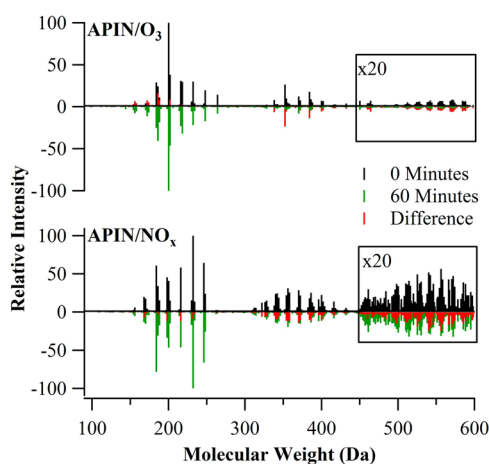 APIN/O₃
100
50
0
-50
-100
x20
0 Minutes
60 Minutes
Difference
Relative Intensity
APIN/NOₓ
100
50
0
-50
-100
x20
100 200 300 400 500 600
Molecular Weight (Da)